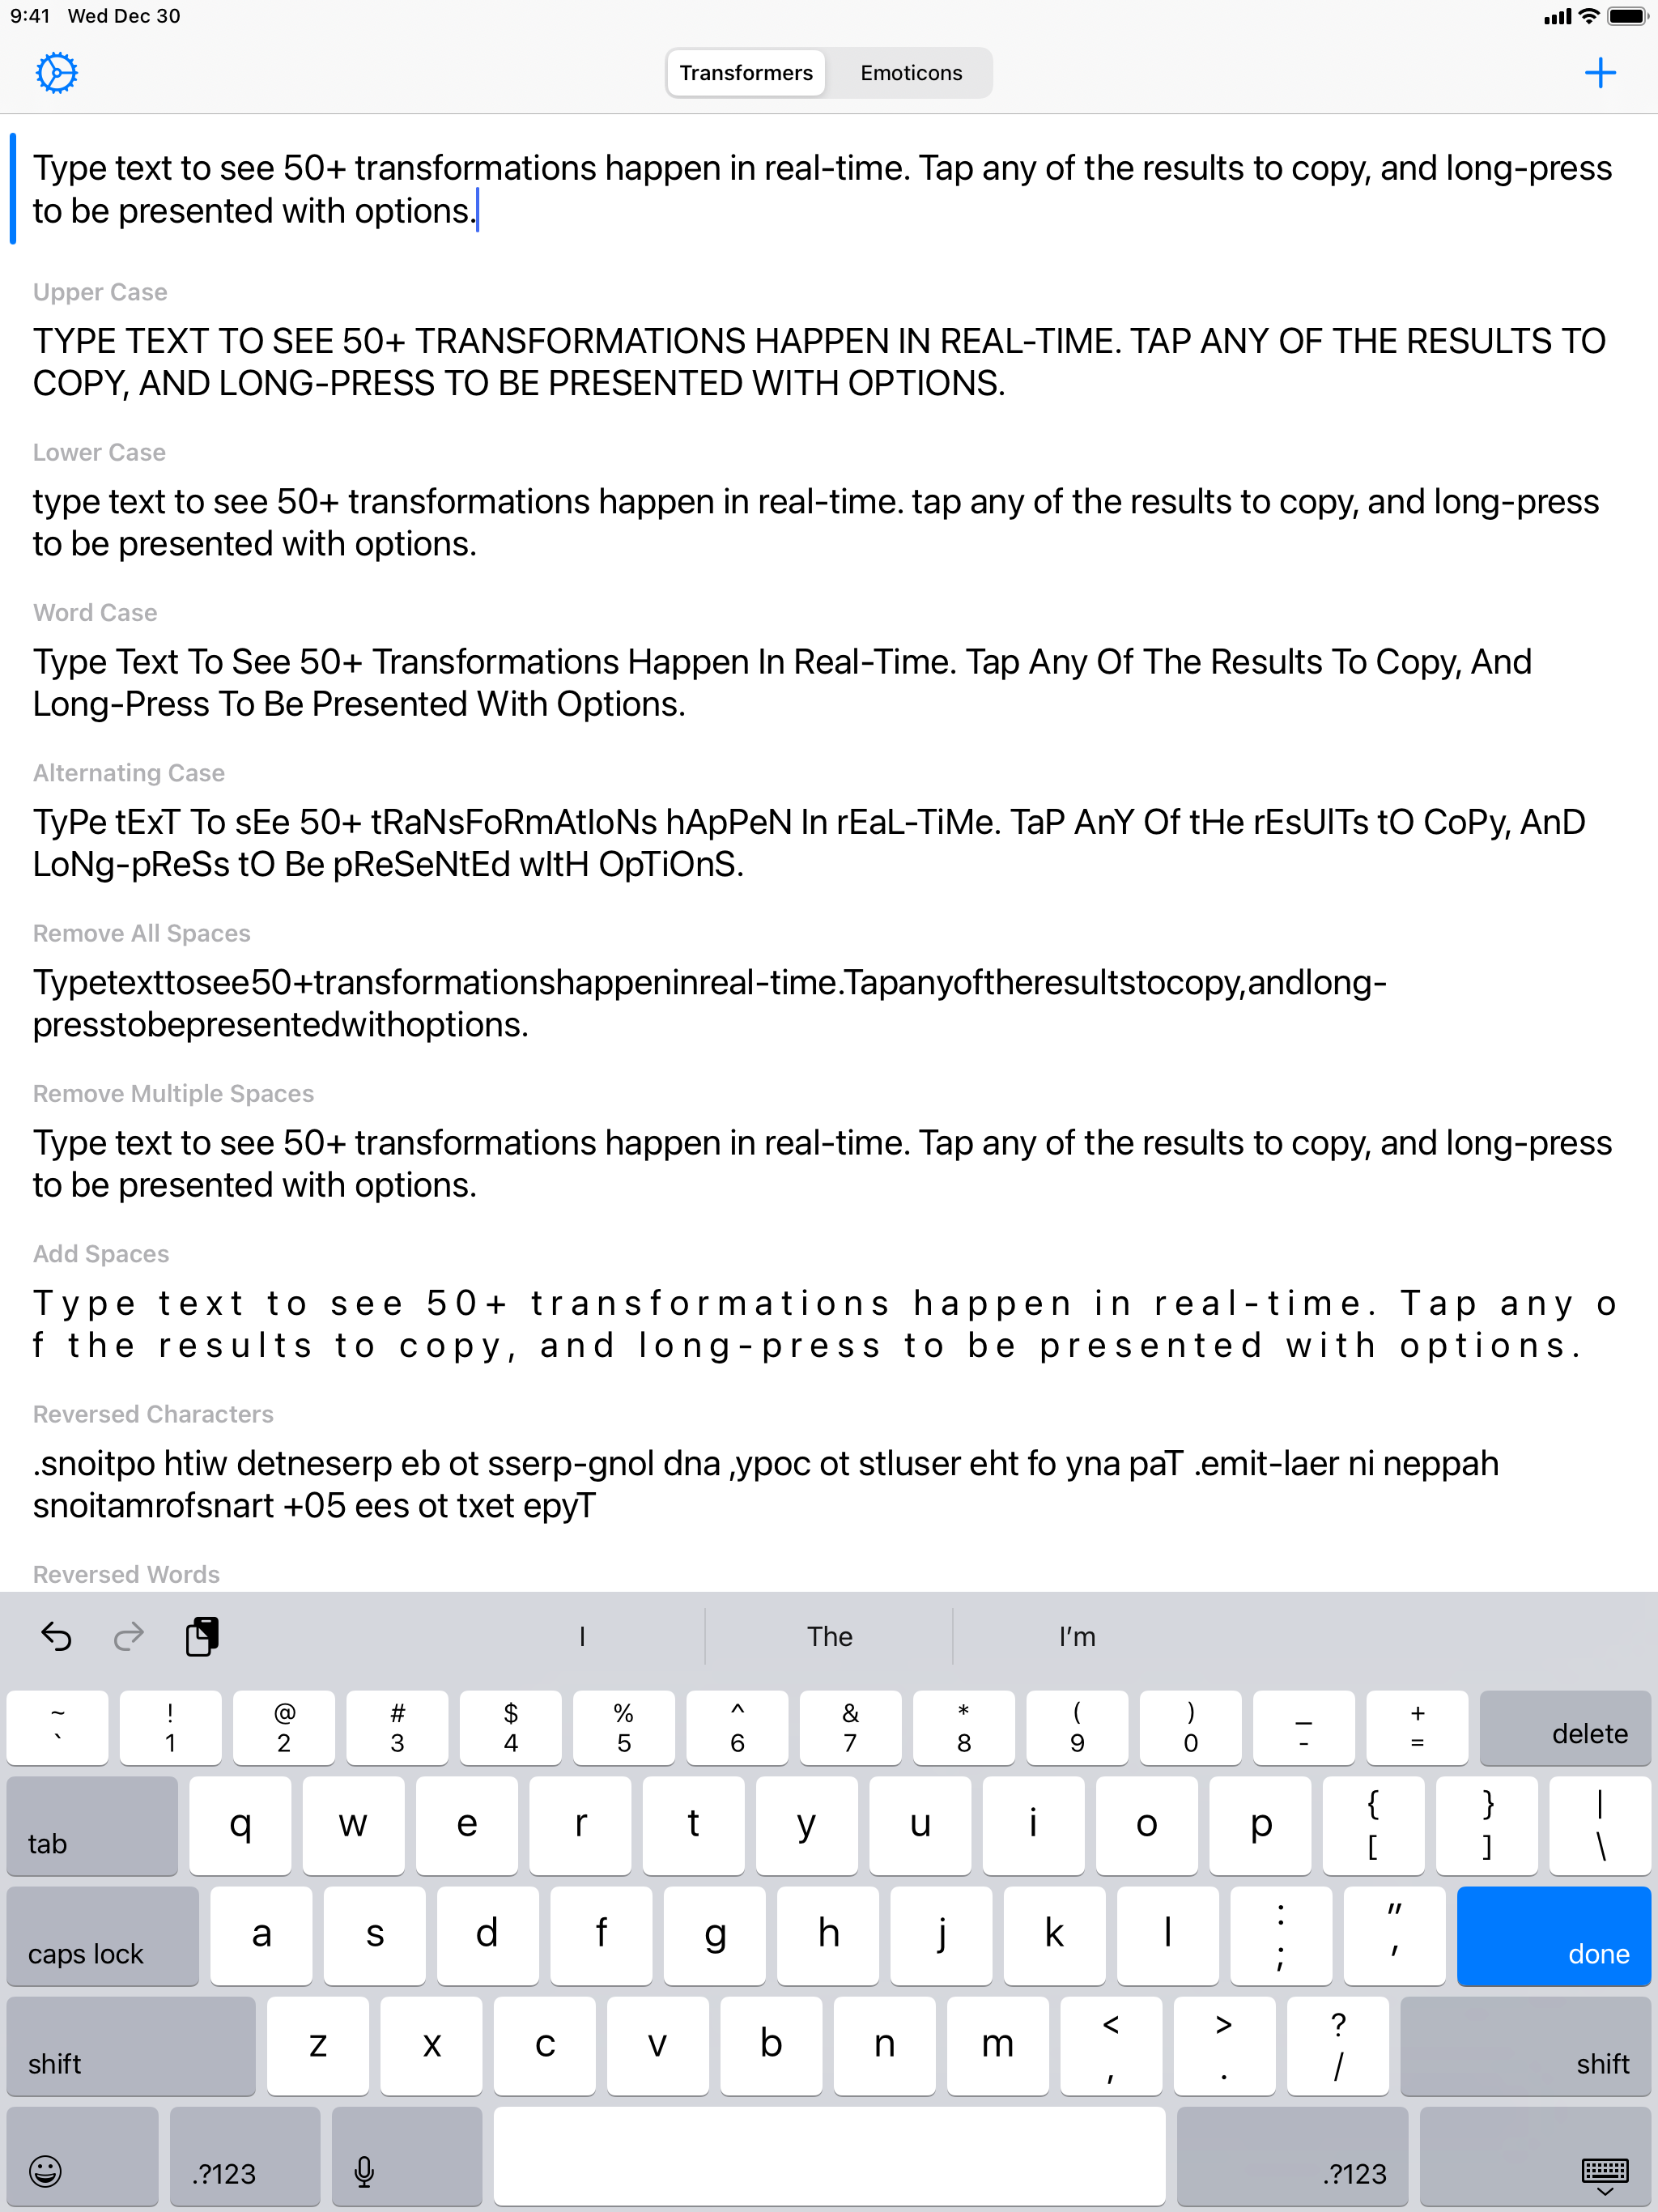 9:41 Wed Dec 30
Transformers Emoticons
Type text to see 50+ transformations happen in real-time. Tap any of the results to copy, and long-press
to be presented with options.
Upper Case
TYPE TEXT TO SEE 50+ TRANSFORMATIONS HAPPEN IN REAL-TIME. TAP ANY OF THE RESULTS TO
COPY, AND LONG-PRESS TO BE PRESENTED WITH OPTIONS.
Lower Case
type text to see 50+ transformations happen in real-time. tap any of the results to copy, and long-press
to be presented with options.
Word Case
Type Text To See 50+ Transformations Happen In Real-Time. Tap Any Of The Results To Copy, And
Long-Press To Be Presented With Options.
Alternating Case
TyPe tExT To sEe 50+ tRaNsFoRmAtIoNs hApPeN In rEaL-TiMe. TaP AnY Of tHe rEsUlTs tO CoPy, AnD
LoNg-pReSs tO Be pReSeNtEd wItH OpTiOnS.
Remove All Spaces
Typetexttosee50+transformationshappeninreal-time.Tapanyoftheresultstocopy,andlong-
presstobepresentedwithoptions.
Remove Multiple Spaces
Type text to see 50+ transformations happen in real-time. Tap any of the results to copy, and long-press
to be presented with options.
Add Spaces
T y p e  t e x t  t o  s e e  5 0 +  t r a n s f o r m a t i o n s  h a p p e n  i n  r e a l - t i m e .  T a p  a n y  o
f  t h e  r e s u l t s  t o  c o p y ,  a n d  l o n g - p r e s s  t o  b e  p r e s e n t e d  w i t h  o p t i o n s .
Reversed Characters
.snoitpo htiw detneserp eb ot sserp-gnol dna ,ypoc ot stluser eht fo yna paT .emit-laer ni neppah
snoitamrofsnart +05 ees ot txet epyT
Reversed Words
I The I’m
~ ! @ # $ % ^ & * ( ) _ +
` 1 2 3 4 5 6 7 8 9 0 - = delete
tab q w e r t y u i o p { [ } ] | \
caps lock a s d f g h j k l : ; " ' done
shift z x c v b n m < , > . ? / shift
.?123 .?123